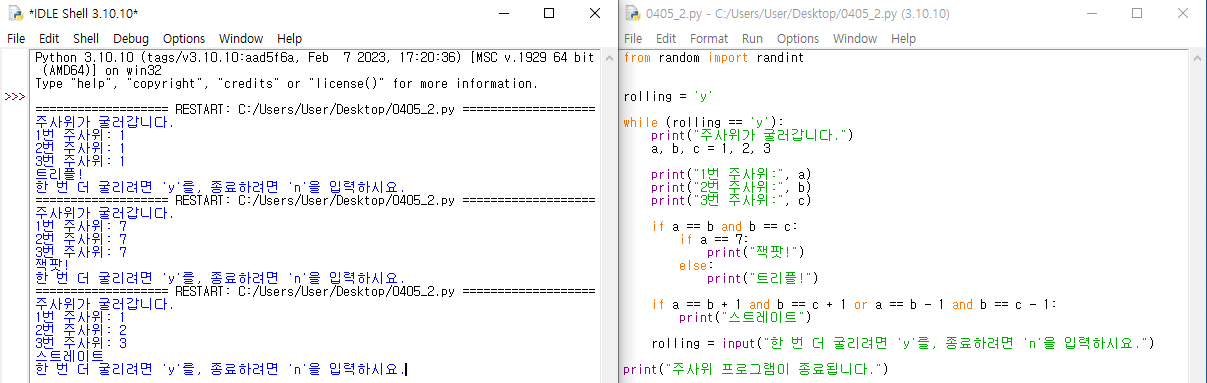 *IDLE Shell 3.10.10*
File Edit Shell Debug Options Window Help
Python 3.10.10 (tags/v3.10.10:aad5f6a, Feb  7 2023, 17:20:36) [MSC v.1929 64 bit
(AMD64)] on win32
Type "help", "copyright", "credits" or "license()" for more information.
>>>
=================== RESTART: C:/Users/User/Desktop/0405_2.py ===================
주사위가 굴러갑니다.
1번 주사위: 1
2번 주사위: 1
3번 주사위: 1
트리플!
한 번 더 굴리려면 'y'를, 종료하려면 'n'을 입력하시요.
=================== RESTART: C:/Users/User/Desktop/0405_2.py ===================
주사위가 굴러갑니다.
1번 주사위: 7
2번 주사위: 7
3번 주사위: 7
잭팟!
한 번 더 굴리려면 'y'를, 종료하려면 'n'을 입력하시요.
=================== RESTART: C:/Users/User/Desktop/0405_2.py ===================
주사위가 굴러갑니다.
1번 주사위: 1
2번 주사위: 2
3번 주사위: 3
스트레이트
한 번 더 굴리려면 'y'를, 종료하려면 'n'을 입력하시요.
0405_2.py - C:/Users/User/Desktop/0405_2.py (3.10.10)
File Edit Format Run Options Window Help
from random import randint
rolling = 'y'
while (rolling == 'y'):
    print("주사위가 굴러갑니다.")
    a, b, c = 1, 2, 3
    print("1번 주사위:", a)
    print("2번 주사위:", b)
    print("3번 주사위:", c)
    if a == b and b == c:
        if a == 7:
            print("잭팟!")
        else:
            print("트리플!")
    if a == b + 1 and b == c + 1 or a == b - 1 and b == c - 1:
        print("스트레이트")
    rolling = input("한 번 더 굴리려면 'y'를, 종료하려면 'n'을 입력하시요.")
print("주사위 프로그램이 종료됩니다.")